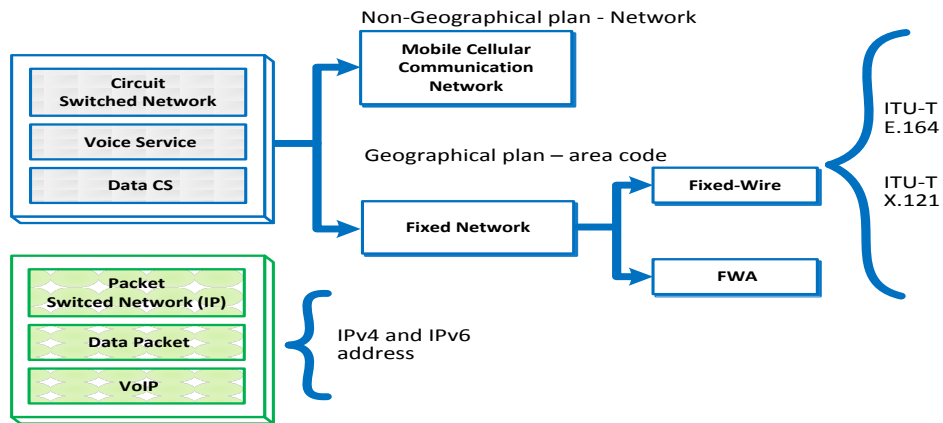 Non-Geographical plan - Network
Circuit
Switched Network
Voice Service
Data CS
Mobile Cellular
Communication
Network
Geographical plan – area code
Fixed Network
Fixed-Wire
FWA
ITU-T
E.164
ITU-T
X.121
Packet
Switced Network (IP)
Data Packet
VoIP
IPv4 and IPv6
address